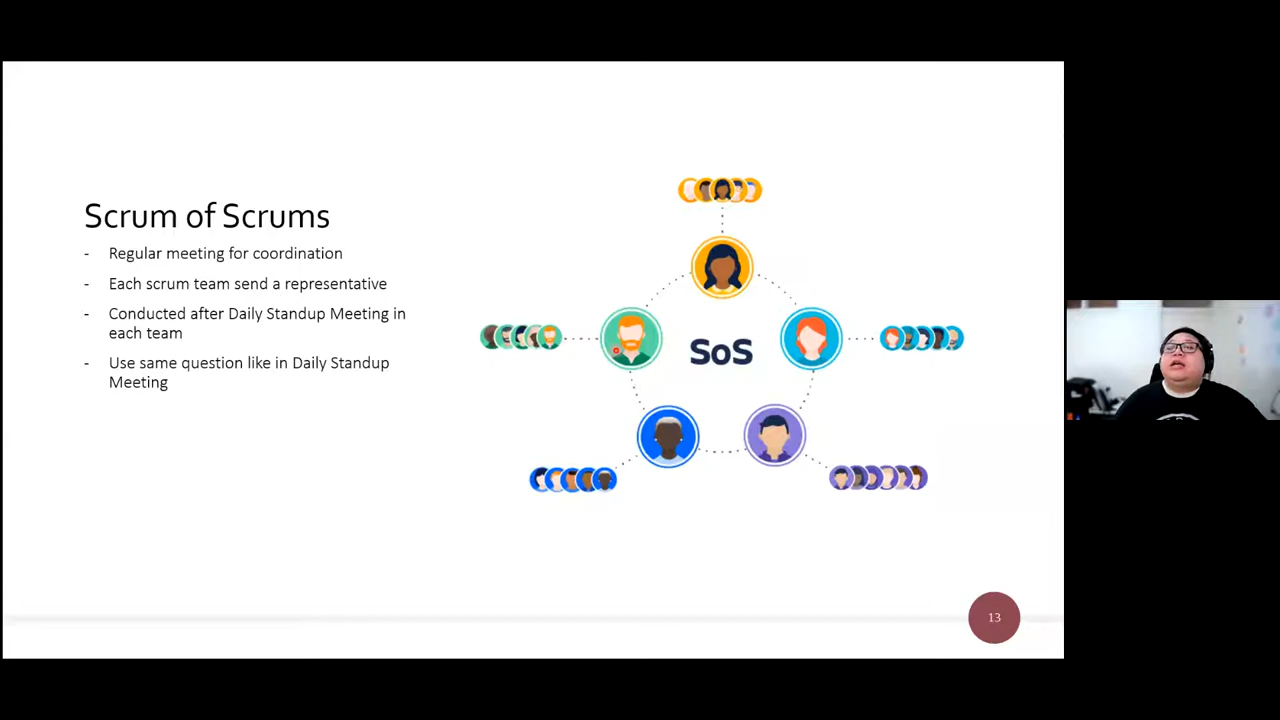 Scrum of Scrums
- Regular meeting for coordination
- Each scrum team send a representative
- Conducted after Daily Standup Meeting in
each team
- Use same question like in Daily Standup
Meeting
SoS
13